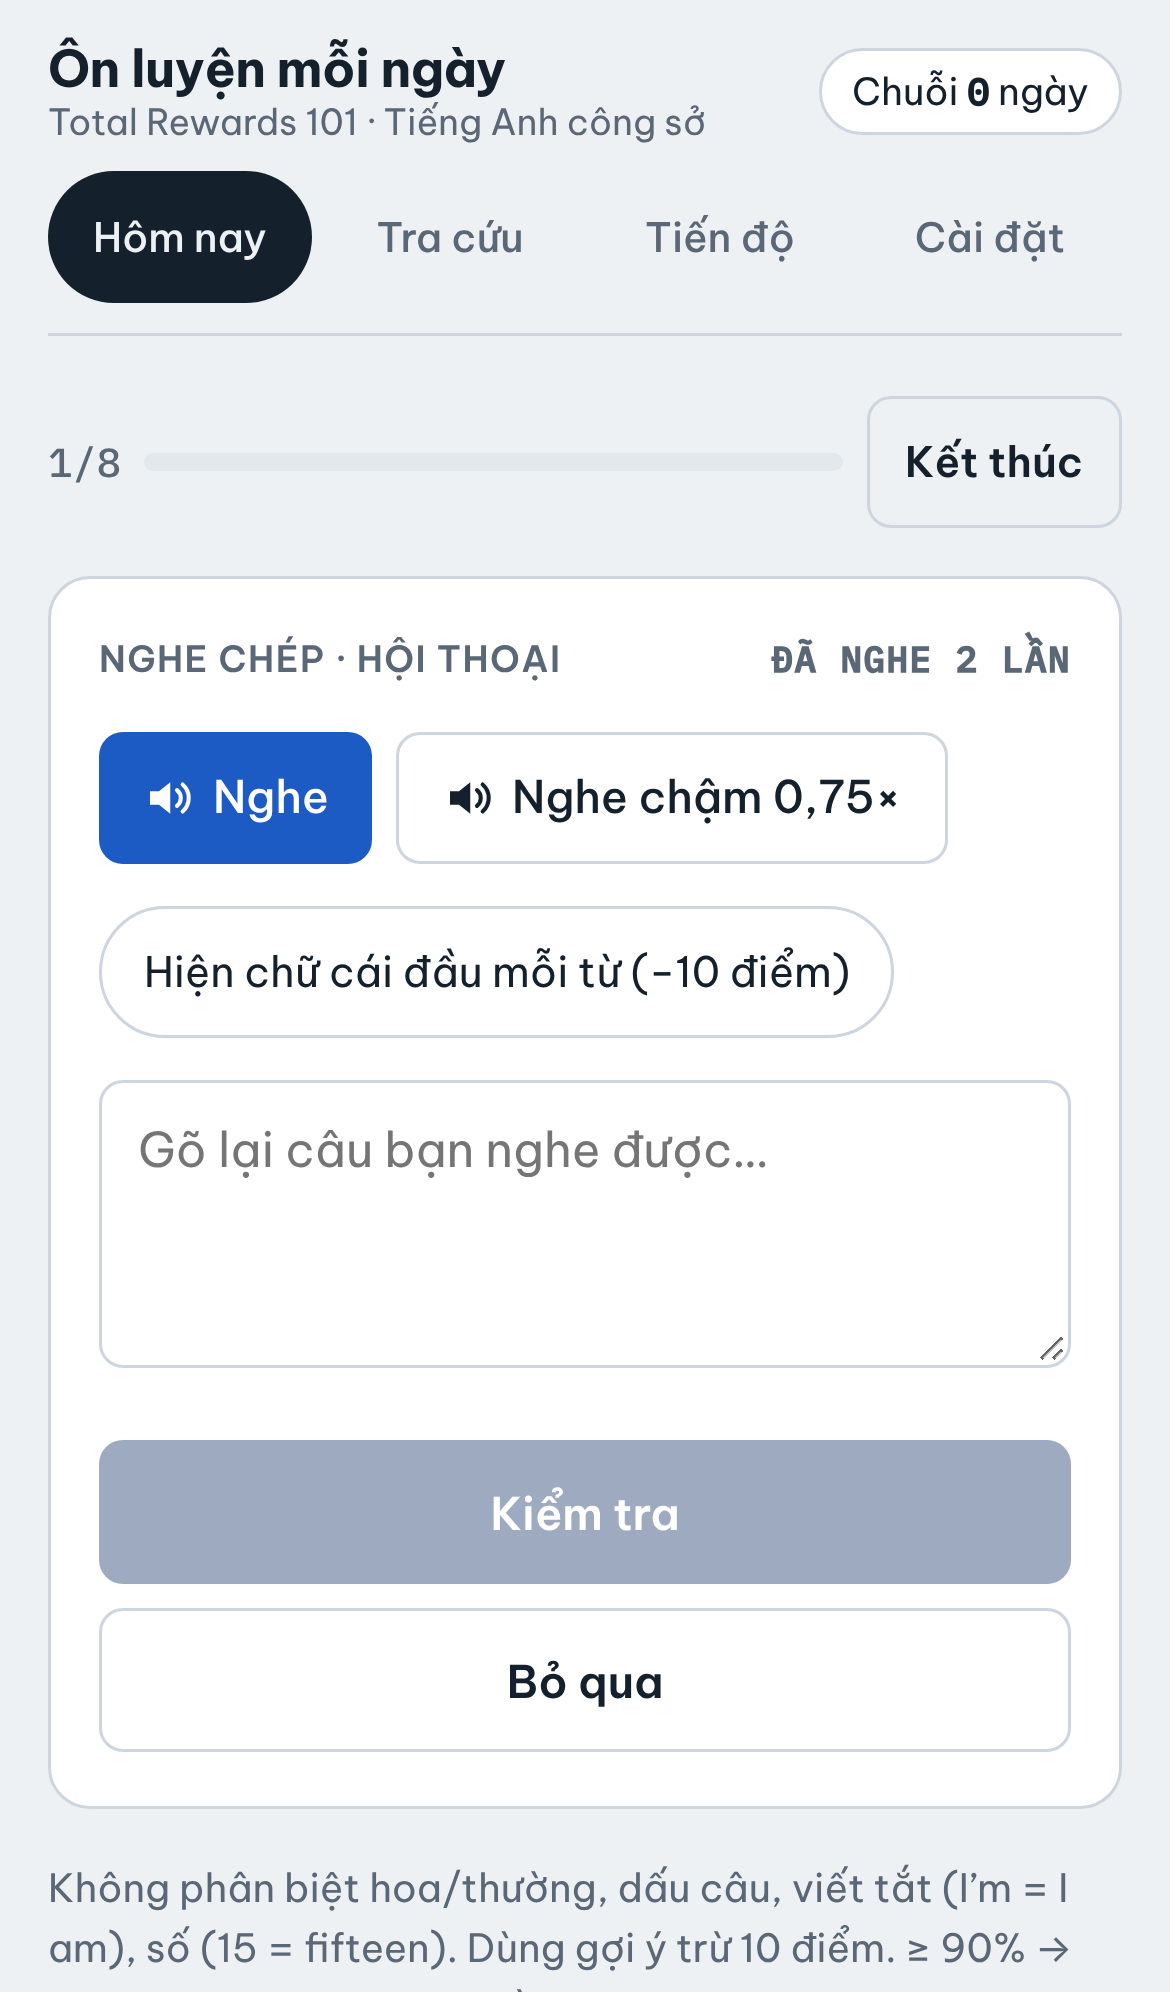 Ôn luyện mỗi ngày
Total Rewards 101 · Tiếng Anh công sở
Chuỗi 0 ngày
Hôm nay
Tra cứu
Tiến độ
Cài đặt
1/8
Kết thúc
NGHE CHÉP · HỘI THOẠI
ĐÃ NGHE 2 LẦN
Nghe
Nghe chậm 0,75×
Hiện chữ cái đầu mỗi từ (−10 điểm)
Gõ lại câu bạn nghe được...
Kiểm tra
Bỏ qua
Không phân biệt hoa/thường, dấu câu, viết tắt (I’m = I
am), số (15 = fifteen). Dùng gợi ý trừ 10 điểm. ≥ 90% →